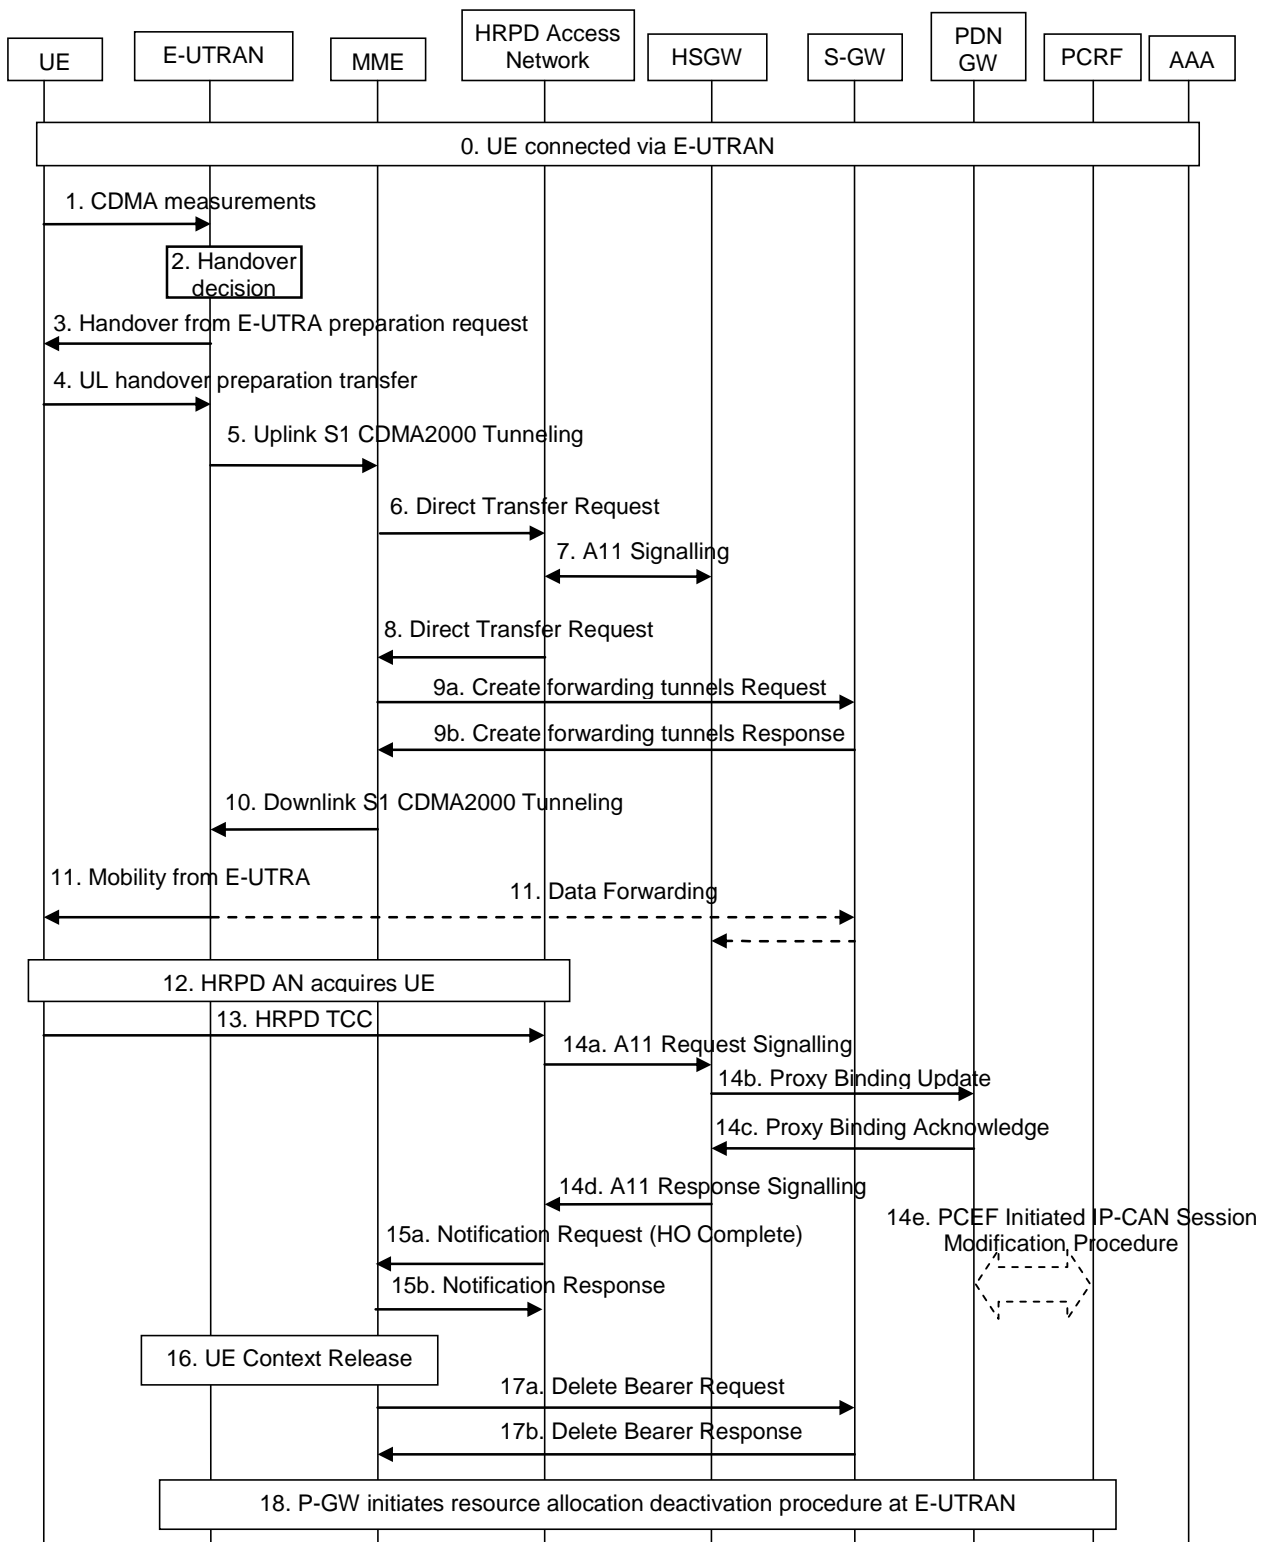 UE
E-UTRAN
MME
HRPD Access
Network
HSGW
S-GW
PDN
GW
PCRF
AAA
0. UE connected via E-UTRAN
1. CDMA measurements
2. Handover
decision
3. Handover from E-UTRA preparation request
4. UL handover preparation transfer
5. Uplink S1 CDMA2000 Tunneling
6. Direct Transfer Request
7. A11 Signalling
8. Direct Transfer Request
9a. Create forwarding tunnels Request
9b. Create forwarding tunnels Response
10. Downlink S1 CDMA2000 Tunneling
11. Mobility from E-UTRA
11. Data Forwarding
12. HRPD AN acquires UE
13. HRPD TCC
14a. A11 Request Signalling
14b. Proxy Binding Update
14c. Proxy Binding Acknowledge
14d. A11 Response Signalling
14e. PCEF Initiated IP-CAN Session
Modification Procedure
15a. Notification Request (HO Complete)
15b. Notification Response
16. UE Context Release
17a. Delete Bearer Request
17b. Delete Bearer Response
18. P-GW initiates resource allocation deactivation procedure at E-UTRAN